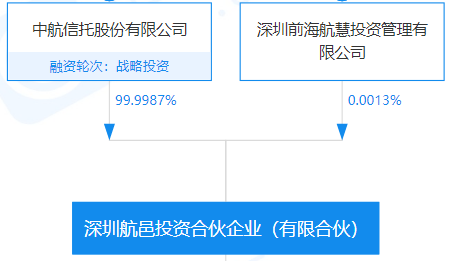 中航信托股份有限公司
融资轮次：战略投资
深圳前海航慧投资管理有
限公司
99.9987%
0.0013%
深圳航邑投资合伙企业（有限合伙）